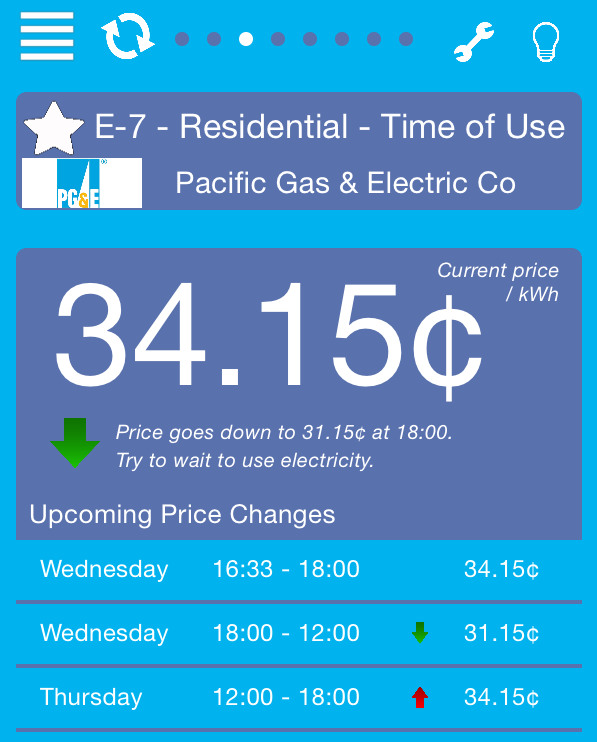 E-7 - Residential - Time of Use
PG&E®
Pacific Gas & Electric Co
Current price
/ kWh
34.15¢
Price goes down to 31.15¢ at 18:00.
Try to wait to use electricity.
Upcoming Price Changes
Wednesday 16:33 - 18:00 34.15¢
Wednesday 18:00 - 12:00 31.15¢
Thursday 12:00 - 18:00 34.15¢